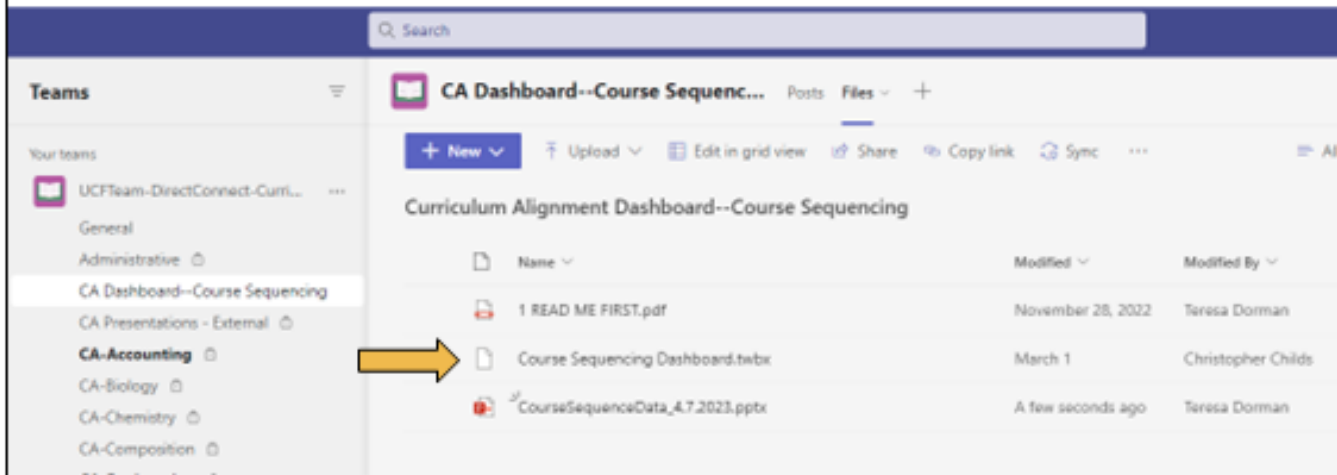 Search
Teams
CA Dashboard--Course Sequenc... Posts Files +
+ New Upload Edit in grid view Share Copy link Sync ...
Your teams
UCFTeam-DirectConnect-Curri... ...
General
Administrative
CA Dashboard--Course Sequencing
CA Presentations - External
CA-Accounting
CA-Biology
CA-Chemistry
CA-Composition
Curriculum Alignment Dashboard--Course Sequencing
Name Modified Modified By
1 READ ME FIRST.pdf November 28, 2022 Teresa Dorman
Course Sequencing Dashboard.twbx March 1 Christopher Childs
CourseSequenceData_4.7.2023.pptx A few seconds ago Teresa Dorman